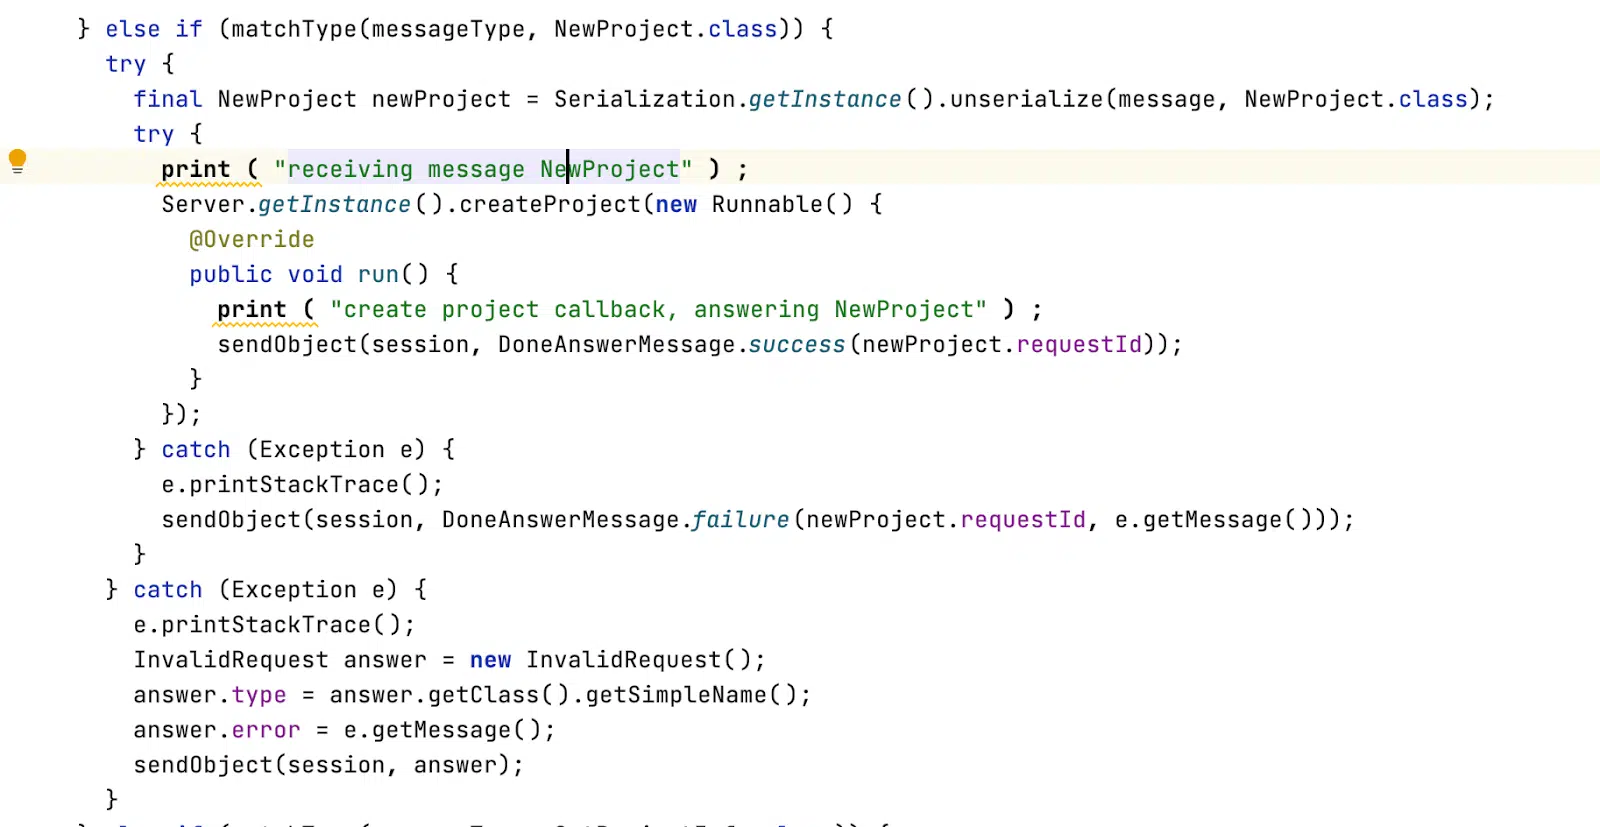 } else if (matchType(messageType, NewProject.class)) {
try {
final NewProject newProject = Serialization.getInstance().unserialize(message, NewProject.class);
try {
print ( "receiving message NewProject" ) ;
Server.getInstance().createProject(new Runnable() {
@Override
public void run() {
print ( "create project callback, answering NewProject" ) ;
sendObject(session, DoneAnswerMessage.success(newProject.requestId));
}
});
} catch (Exception e) {
e.printStackTrace();
sendObject(session, DoneAnswerMessage.failure(newProject.requestId, e.getMessage()));
}
} catch (Exception e) {
e.printStackTrace();
InvalidRequest answer = new InvalidRequest();
answer.type = answer.getClass().getSimpleName();
answer.error = e.getMessage();
sendObject(session, answer);
}